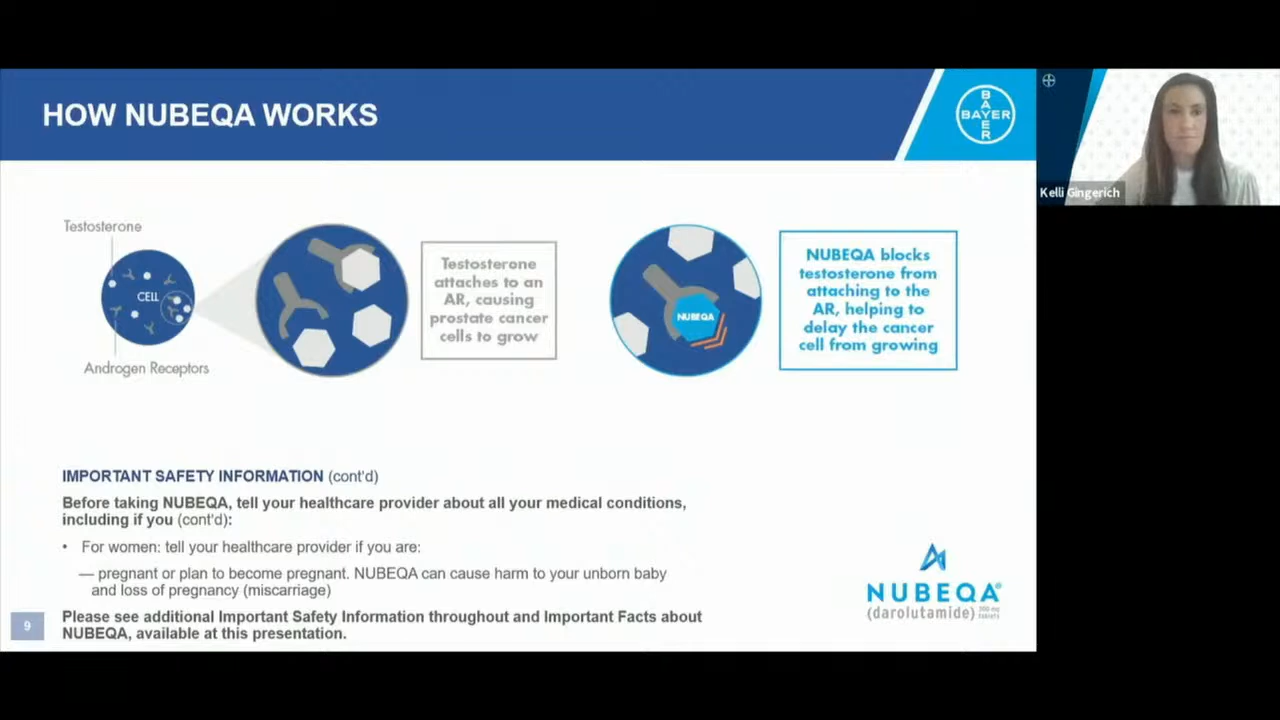 HOW NUBEQA WORKS
BAYER
BAYER
Kelli Gingerich
Testosterone
CELL
Androgen Receptors
Testosterone
attaches to an
AR, causing
prostate cancer
cells to grow
NUBEQA
NUBEQA blocks
testosterone from
attaching to the
AR, helping to
delay the cancer
cell from growing
IMPORTANT SAFETY INFORMATION (cont'd)
Before taking NUBEQA, tell your healthcare provider about all your medical conditions,
including if you (cont'd):
• For women: tell your healthcare provider if you are:
— pregnant or plan to become pregnant. NUBEQA can cause harm to your unborn baby
and loss of pregnancy (miscarriage)
Please see additional Important Safety Information throughout and Important Facts about
NUBEQA, available at this presentation.
9
NUBEQA®
(darolutamide) 300 mg
tablets